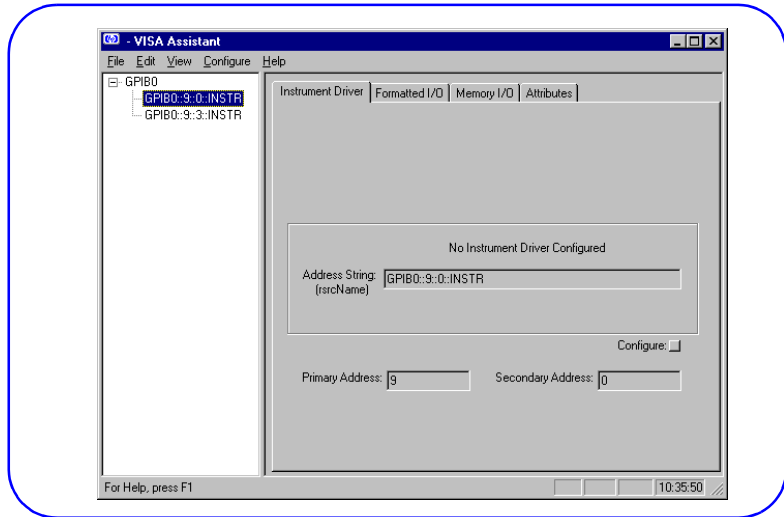 - VISA Assistant
File Edit View Configure Help
GPIB0
GPIB0::9::0::INSTR
GPIB0::9::3::INSTR
Instrument Driver Formatted I/O Memory I/O Attributes
No Instrument Driver Configured
Address String: GPIB0::9::0::INSTR
(rsrcName)
Configure:
Primary Address: 9 Secondary Address: 0
For Help, press F1 10:35:50